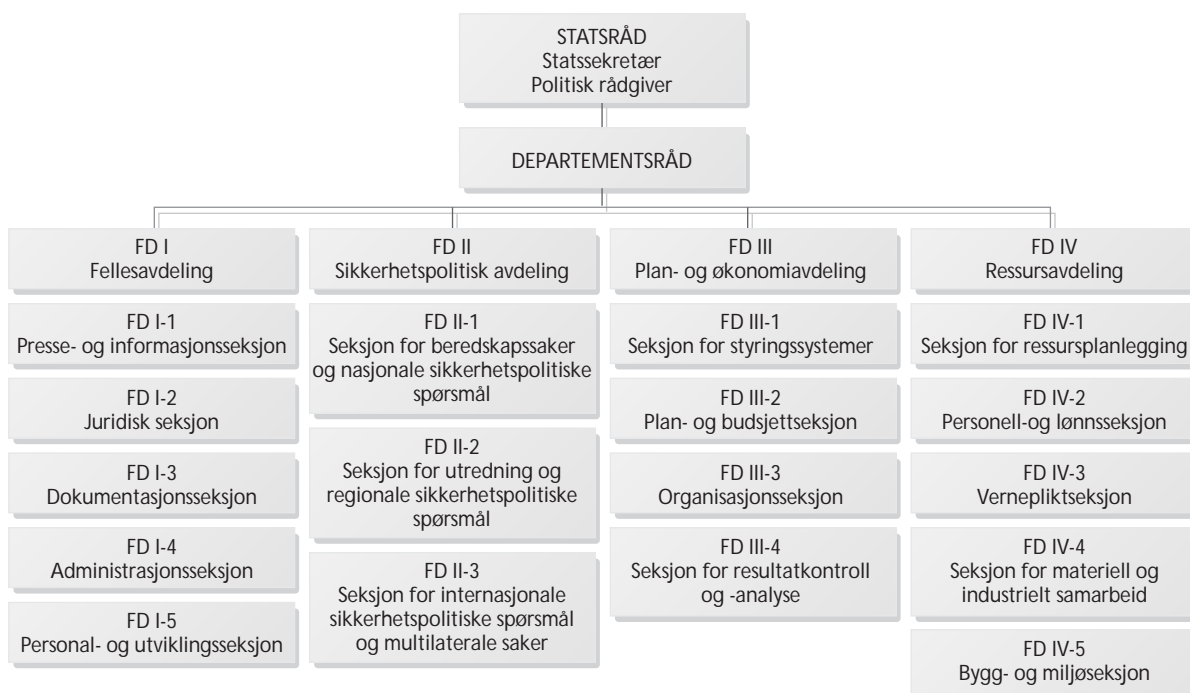 STATSRÅD
Statssekretær
Politisk rådgiver
DEPARTEMENTSRÅD
FD I
Fellesavdeling
FD I-1
Presse- og informasjonsseksjon
FD I-2
Juridisk seksjon
FD I-3
Dokumentasjonsseksjon
FD I-4
Administrasjonsseksjon
FD I-5
Personal- og utviklingsseksjon
FD II
Sikkerhetspolitisk avdeling
FD II-1
Seksjon for beredskapssaker
og nasjonale sikkerhetspolitiske
spørsmål
FD II-2
Seksjon for utredning og
regionale sikkerhetspolitiske
spørsmål
FD II-3
Seksjon for internasjonale
sikkerhetspolitiske spørsmål
og multilaterale saker
FD III
Plan- og økonomiavdeling
FD III-1
Seksjon for styringssystemer
FD III-2
Plan- og budsjettseksjon
FD III-3
Organisasjonsseksjon
FD III-4
Seksjon for resultatkontroll
og -analyse
FD IV
Ressursavdeling
FD IV-1
Seksjon for ressursplanlegging
FD IV-2
Personell-og lønnsseksjon
FD IV-3
Vernepliktseksjon
FD IV-4
Seksjon for materiell og
industrielt samarbeid
FD IV-5
Bygg- og miljøseksjon